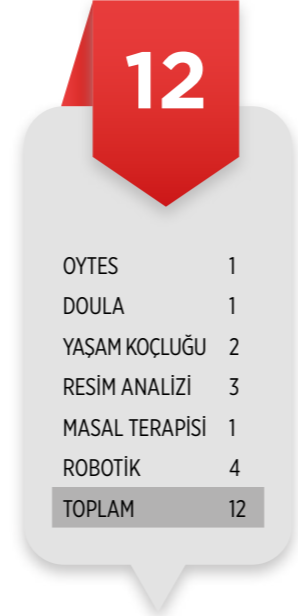 12
OYTES 1
DOULA 1
YAŞAM KOÇLUĞU 2
RESİM ANALİZİ 3
MASAL TERAPİSİ 1
ROBOTİK 4
TOPLAM 12